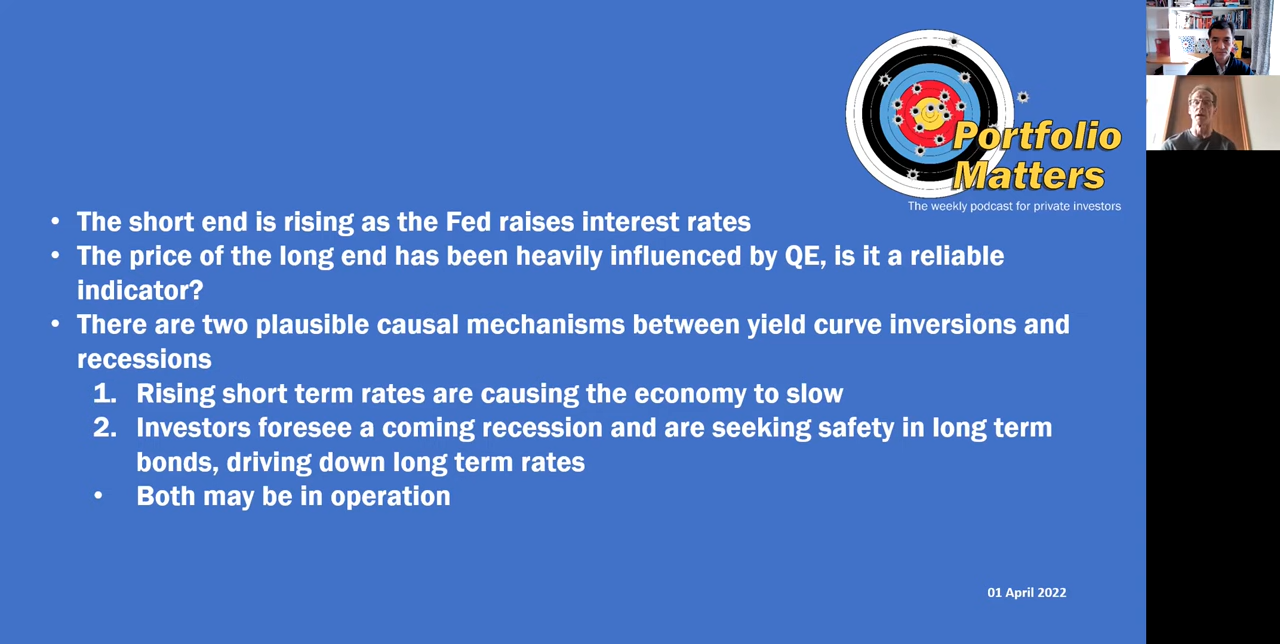 Portfolio
Matters
The weekly podcast for private investors
• The short end is rising as the Fed raises interest rates
• The price of the long end has been heavily influenced by QE, is it a reliable
indicator?
• There are two plausible causal mechanisms between yield curve inversions and
recessions
1. Rising short term rates are causing the economy to slow
2. Investors foresee a coming recession and are seeking safety in long term
bonds, driving down long term rates
• Both may be in operation
01 April 2022